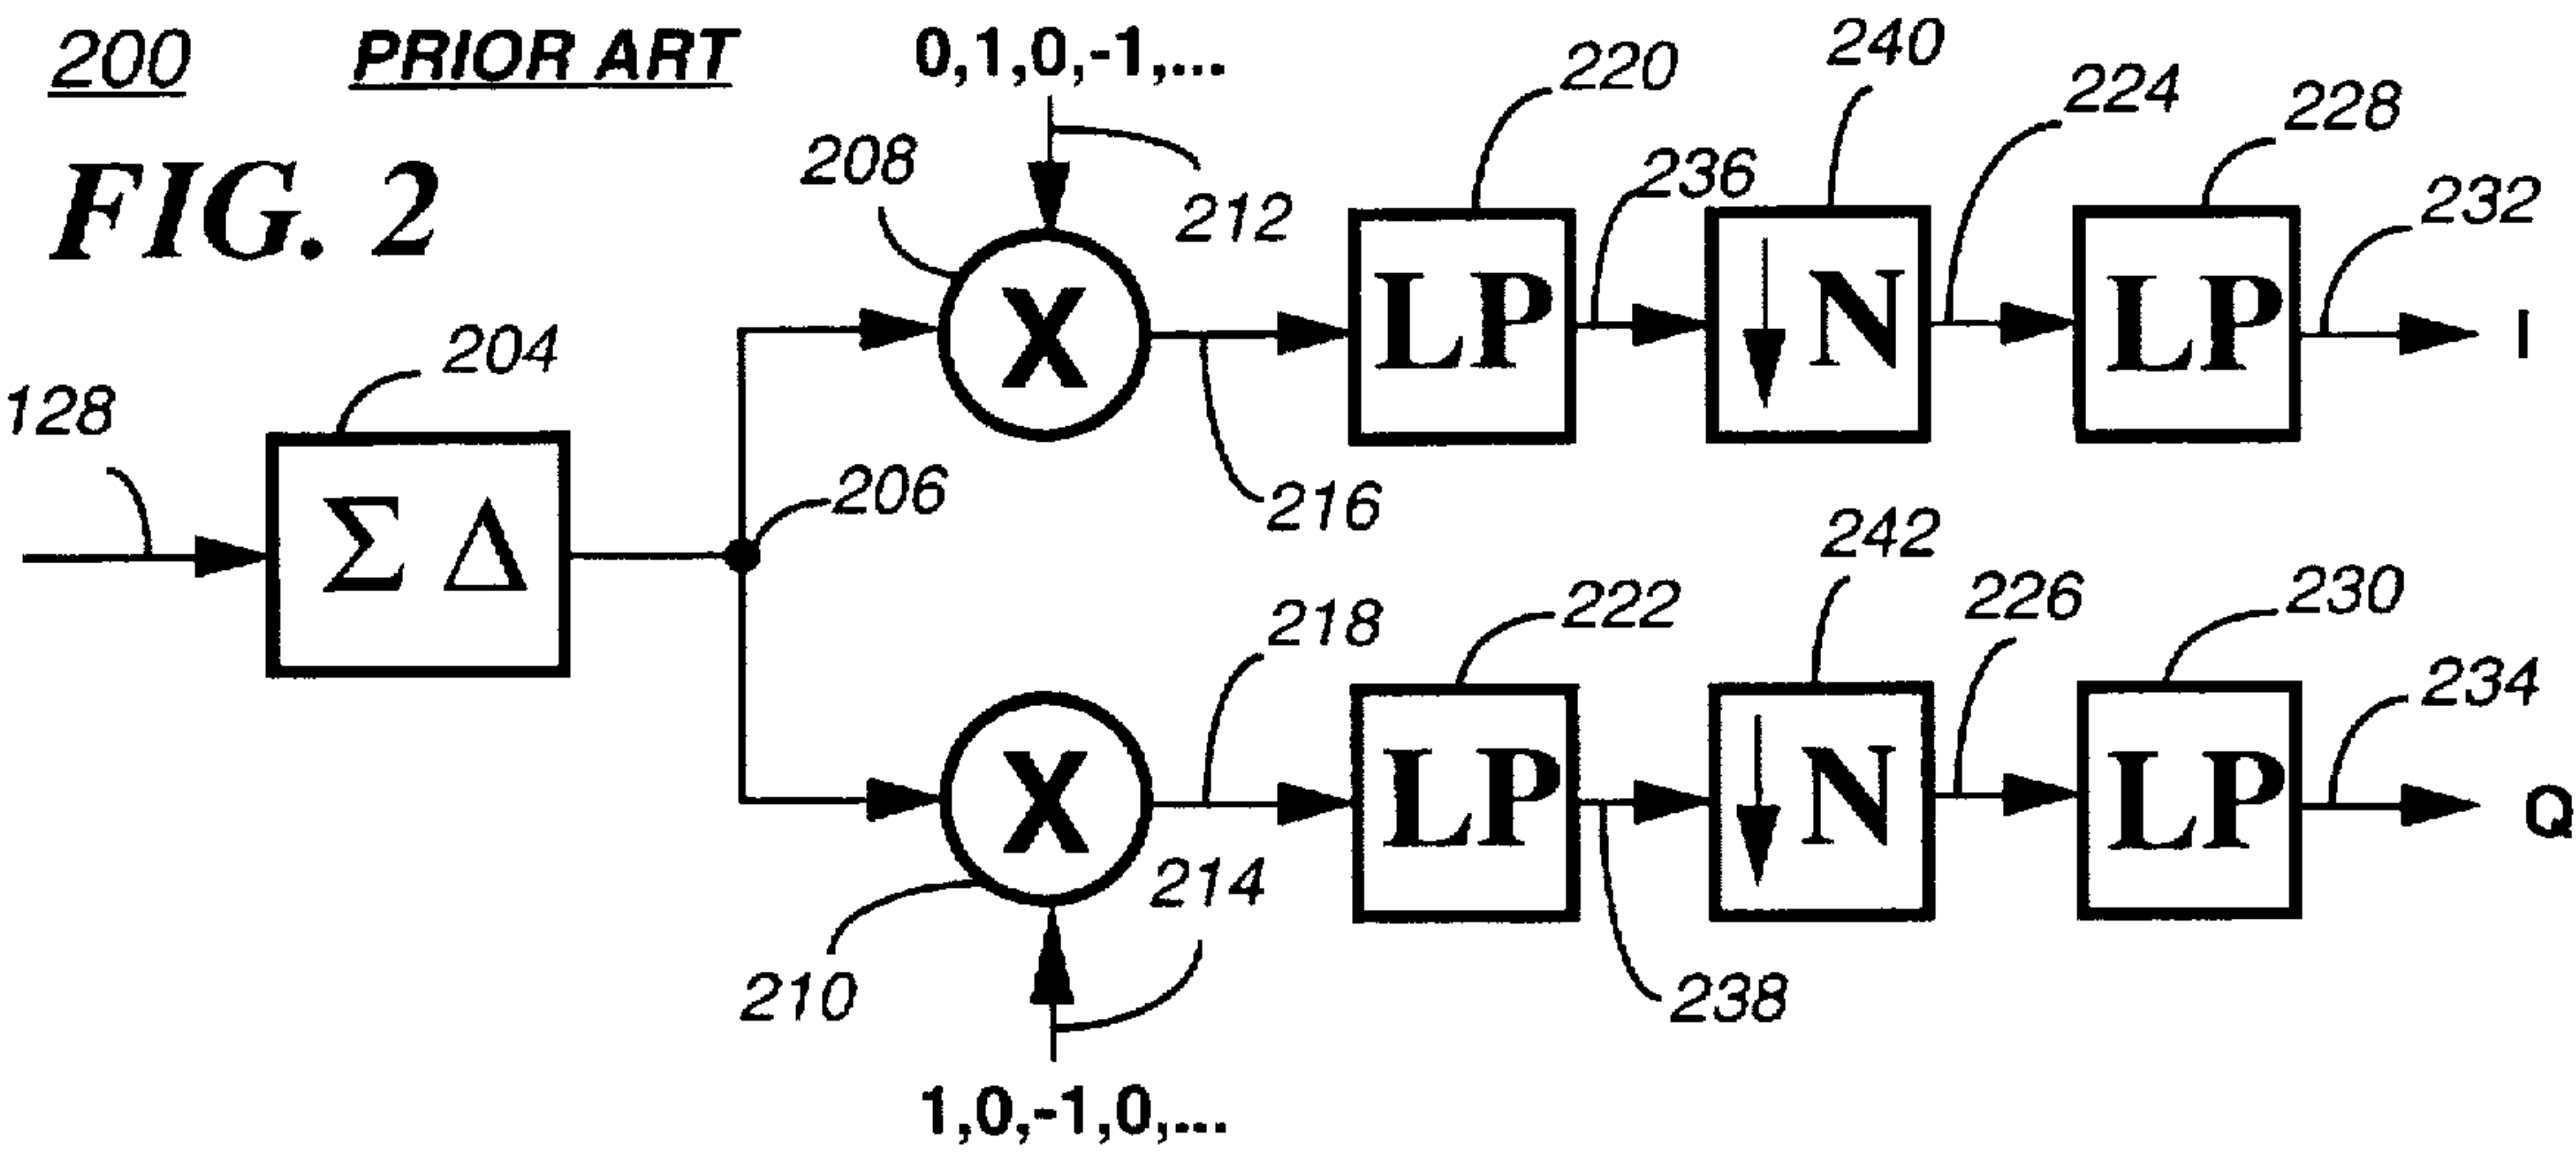 200 PRIOR ART
FIG. 2
0,1,0,-1,...
220
240
224
228
208
236
212
232
204
128
X
LP
↓ N
LP
I
206
216
Σ Δ
242
218
222
226
230
234
X
LP
↓ N
LP
Q
214
210
238
1,0,-1,0,...